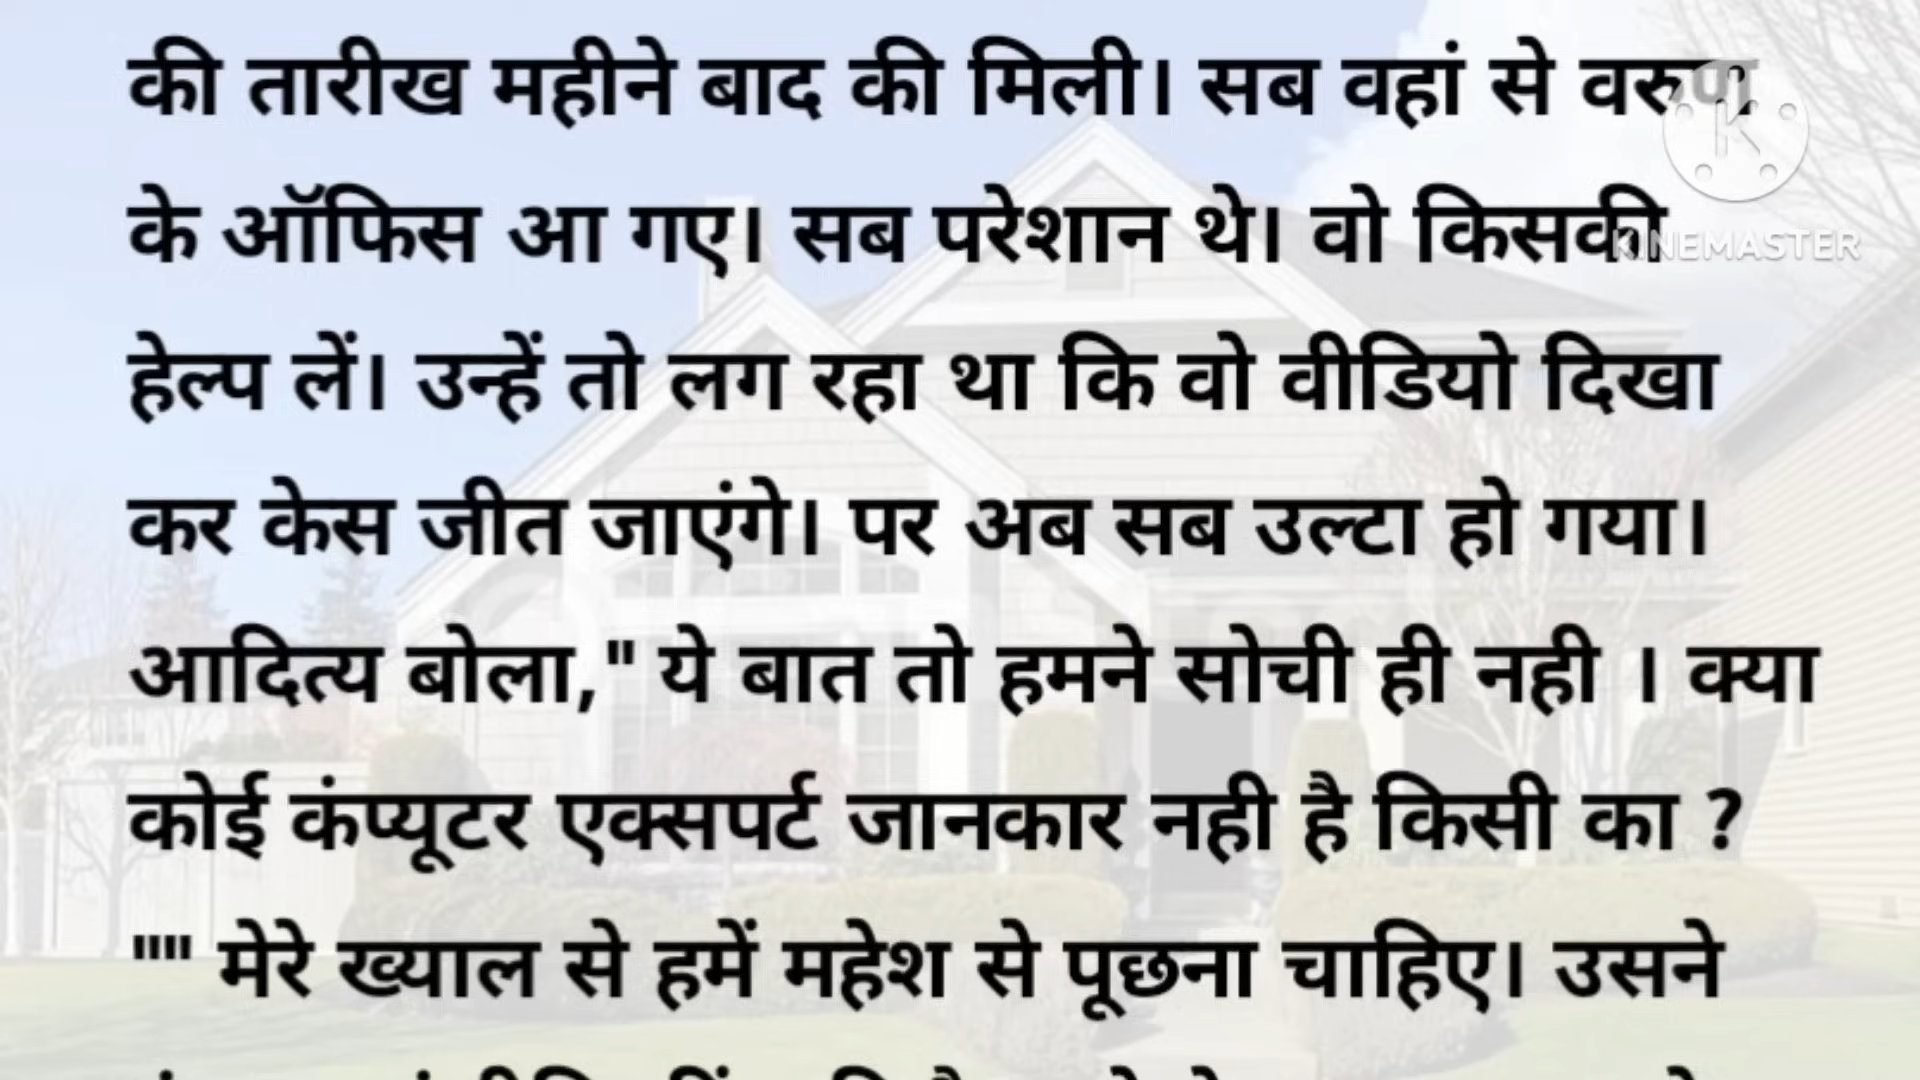 की तारीख महीने बाद की मिली। सब वहां से वरुण
K
के ऑफिस आ गए। सब परेशान थे। वो किसकी
KINEMASTER
हेल्प लें। उन्हें तो लग रहा था कि वो वीडियो दिखा
कर केस जीत जाएंगे। पर अब सब उल्टा हो गया।
आदित्य बोला," ये बात तो हमने सोची ही नही । क्या
कोई कंप्यूटर एक्सपर्ट जानकार नही है किसी का ?
"" मेरे ख्याल से हमें महेश से पूछना चाहिए। उसने